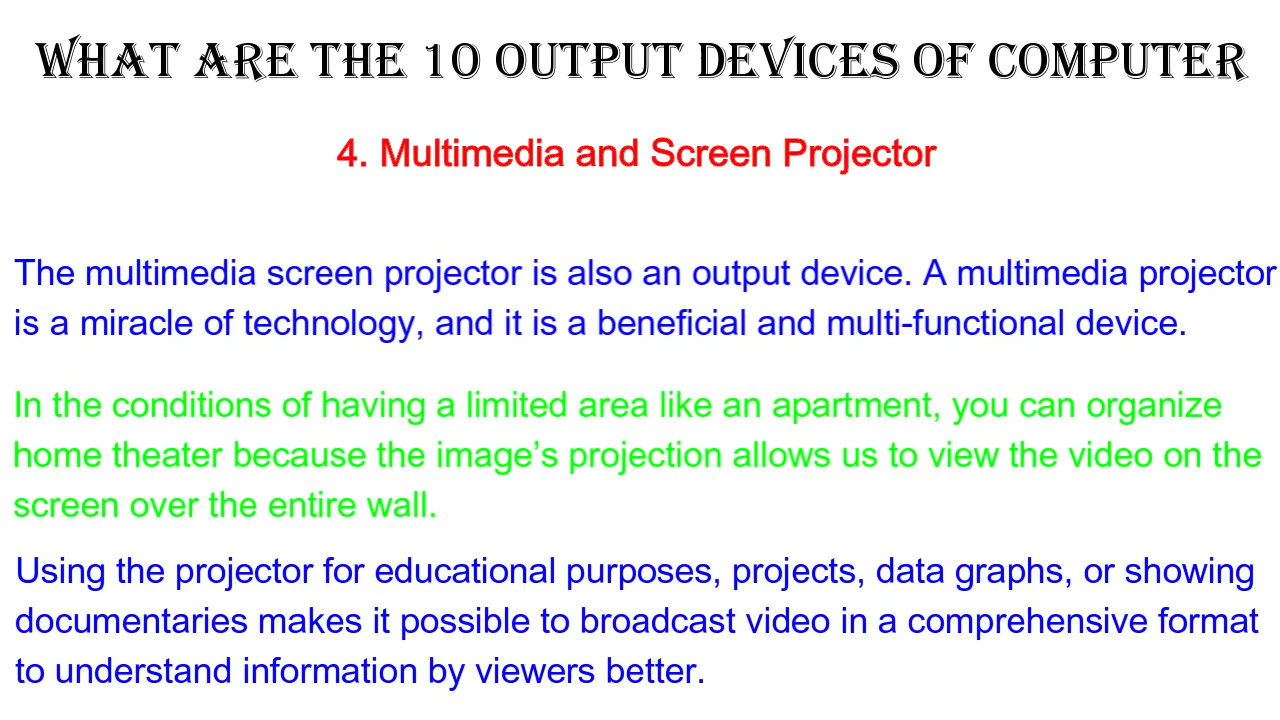 WHAT ARE THE 10 OUTPUT DEVICES OF COMPUTER
4. Multimedia and Screen Projector
The multimedia screen projector is also an output device. A multimedia projector
is a miracle of technology, and it is a beneficial and multi-functional device.
In the conditions of having a limited area like an apartment, you can organize
home theater because the image’s projection allows us to view the video on the
screen over the entire wall.
Using the projector for educational purposes, projects, data graphs, or showing
documentaries makes it possible to broadcast video in a comprehensive format
to understand information by viewers better.